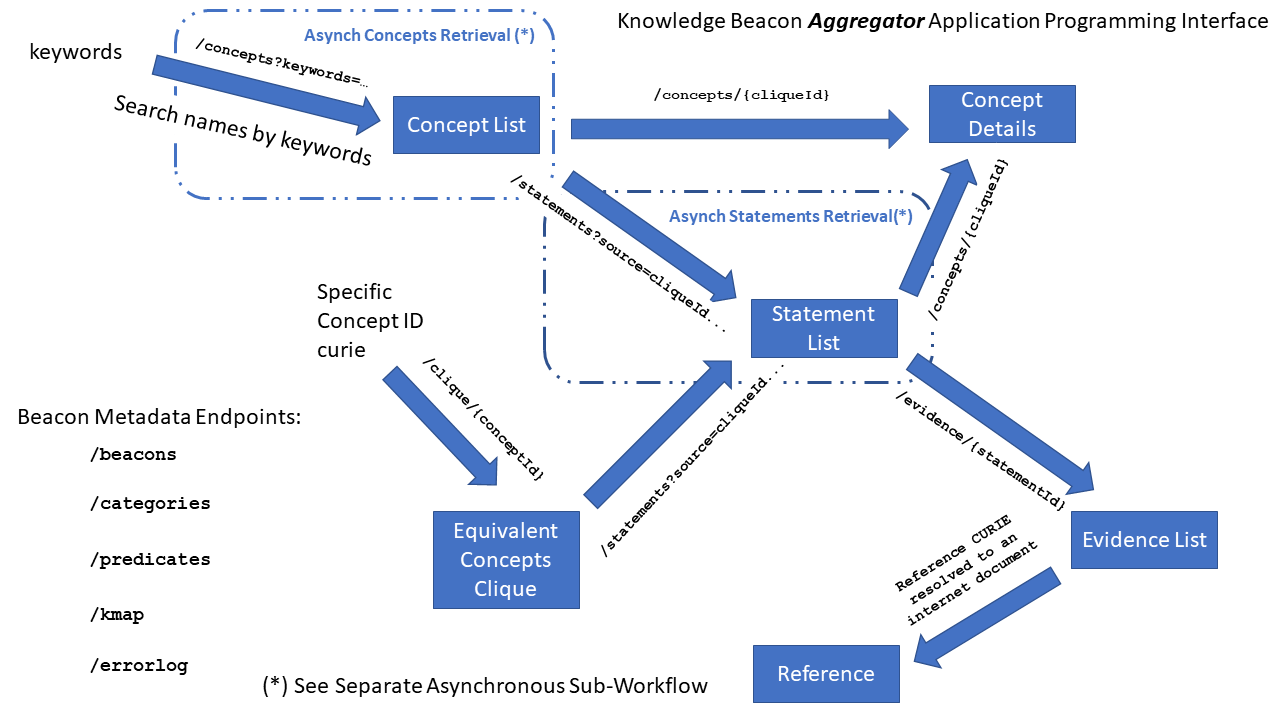 Knowledge Beacon Aggregator Application Programming Interface
Asynch Concepts Retrieval (*)
keywords
/concepts?keywords=…
Search names by keywords
Concept List
/concepts/{cliqueId}
Concept
Details
/statements?source=cliqueId...
Asynch Statements Retrieval(*)
/concepts/{cliqueId}
Statement
List
Specific
Concept ID
curie
/clique/{conceptId}
/statements?source=cliqueId...
/evidence/{statementId}
Equivalent
Concepts
Clique
Evidence List
Reference CURIE
resolved to an
internet document
Reference
Beacon Metadata Endpoints:
/beacons
/categories
/predicates
/kmap
/errorlog
(*) See Separate Asynchronous Sub-Workflow